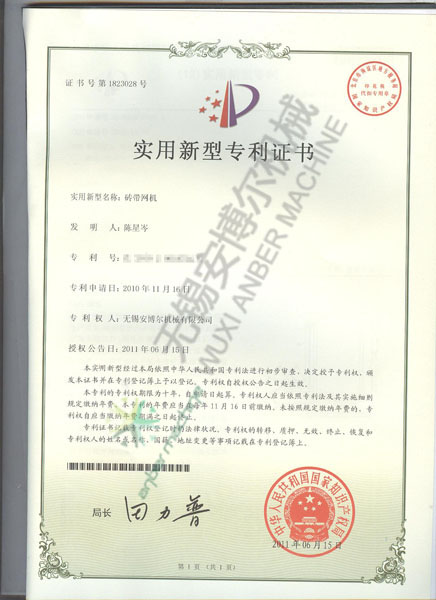 证书号第1823028号
实用新型专利证书
实用新型名称：砖带网机
发 明 人：陈星岑
专 利 号：
专利申请日：2010年11月16日
专 利 权 人：无锡安博尔机械有限公司
授权公告日：2011年06月15日
本实用新型经过本局依照中华人民共和国专利法进行初步审查，决定授予专利权，颁
发本证书并在专利登记簿上予以登记。专利权自授权公告之日起生效。
本专利的专利权期限为十年，自申请日起算。专利权人应当依照专利法及其实施细则
规定缴纳年费。本专利的年费应当在每年11月16日前缴纳。未按照规定缴纳年费的，专利
权自应当缴纳年费期满之日起终止。
专利证书记载专利权登记时的法律状况。专利权的转移、质押、无效、终止、恢复和
专利权人的姓名或名称、国籍、地址变更等事项记载在专利登记簿上。
局长 田力普
中华人民共和国国家知识产权局
2011年06月15日
第1页（共1页）
无锡安博尔机械
WUXI ANBER MACHINE